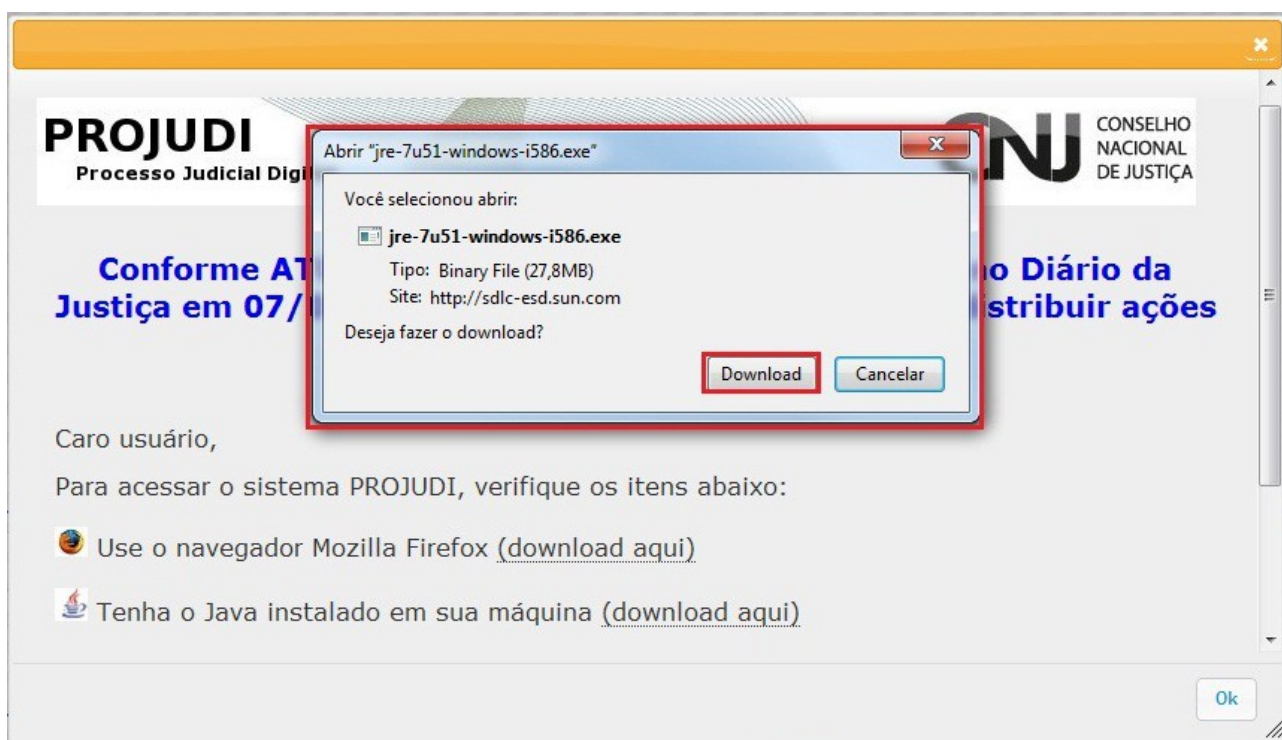 PROJUDI
Processo Judicial
CNJ
CONSELHO
NACIONAL
DE JUSTIÇA
Abrir "jre-7u51-windows-i586.exe"
Você selecionou abrir:
jre-7u51-windows-i586.exe
Tipo: Binary File (27,8MB)
Site: http://sdlc-esd.sun.com
Deseja fazer o download?
Download Cancelar
Conforme Diário da
Justiça em 07/ ações
Caro usuário,
Para acessar o sistema PROJUDI, verifique os itens abaixo:
Use o navegador Mozilla Firefox (download aqui)
Tenha o Java instalado em sua máquina (download aqui)
Ok